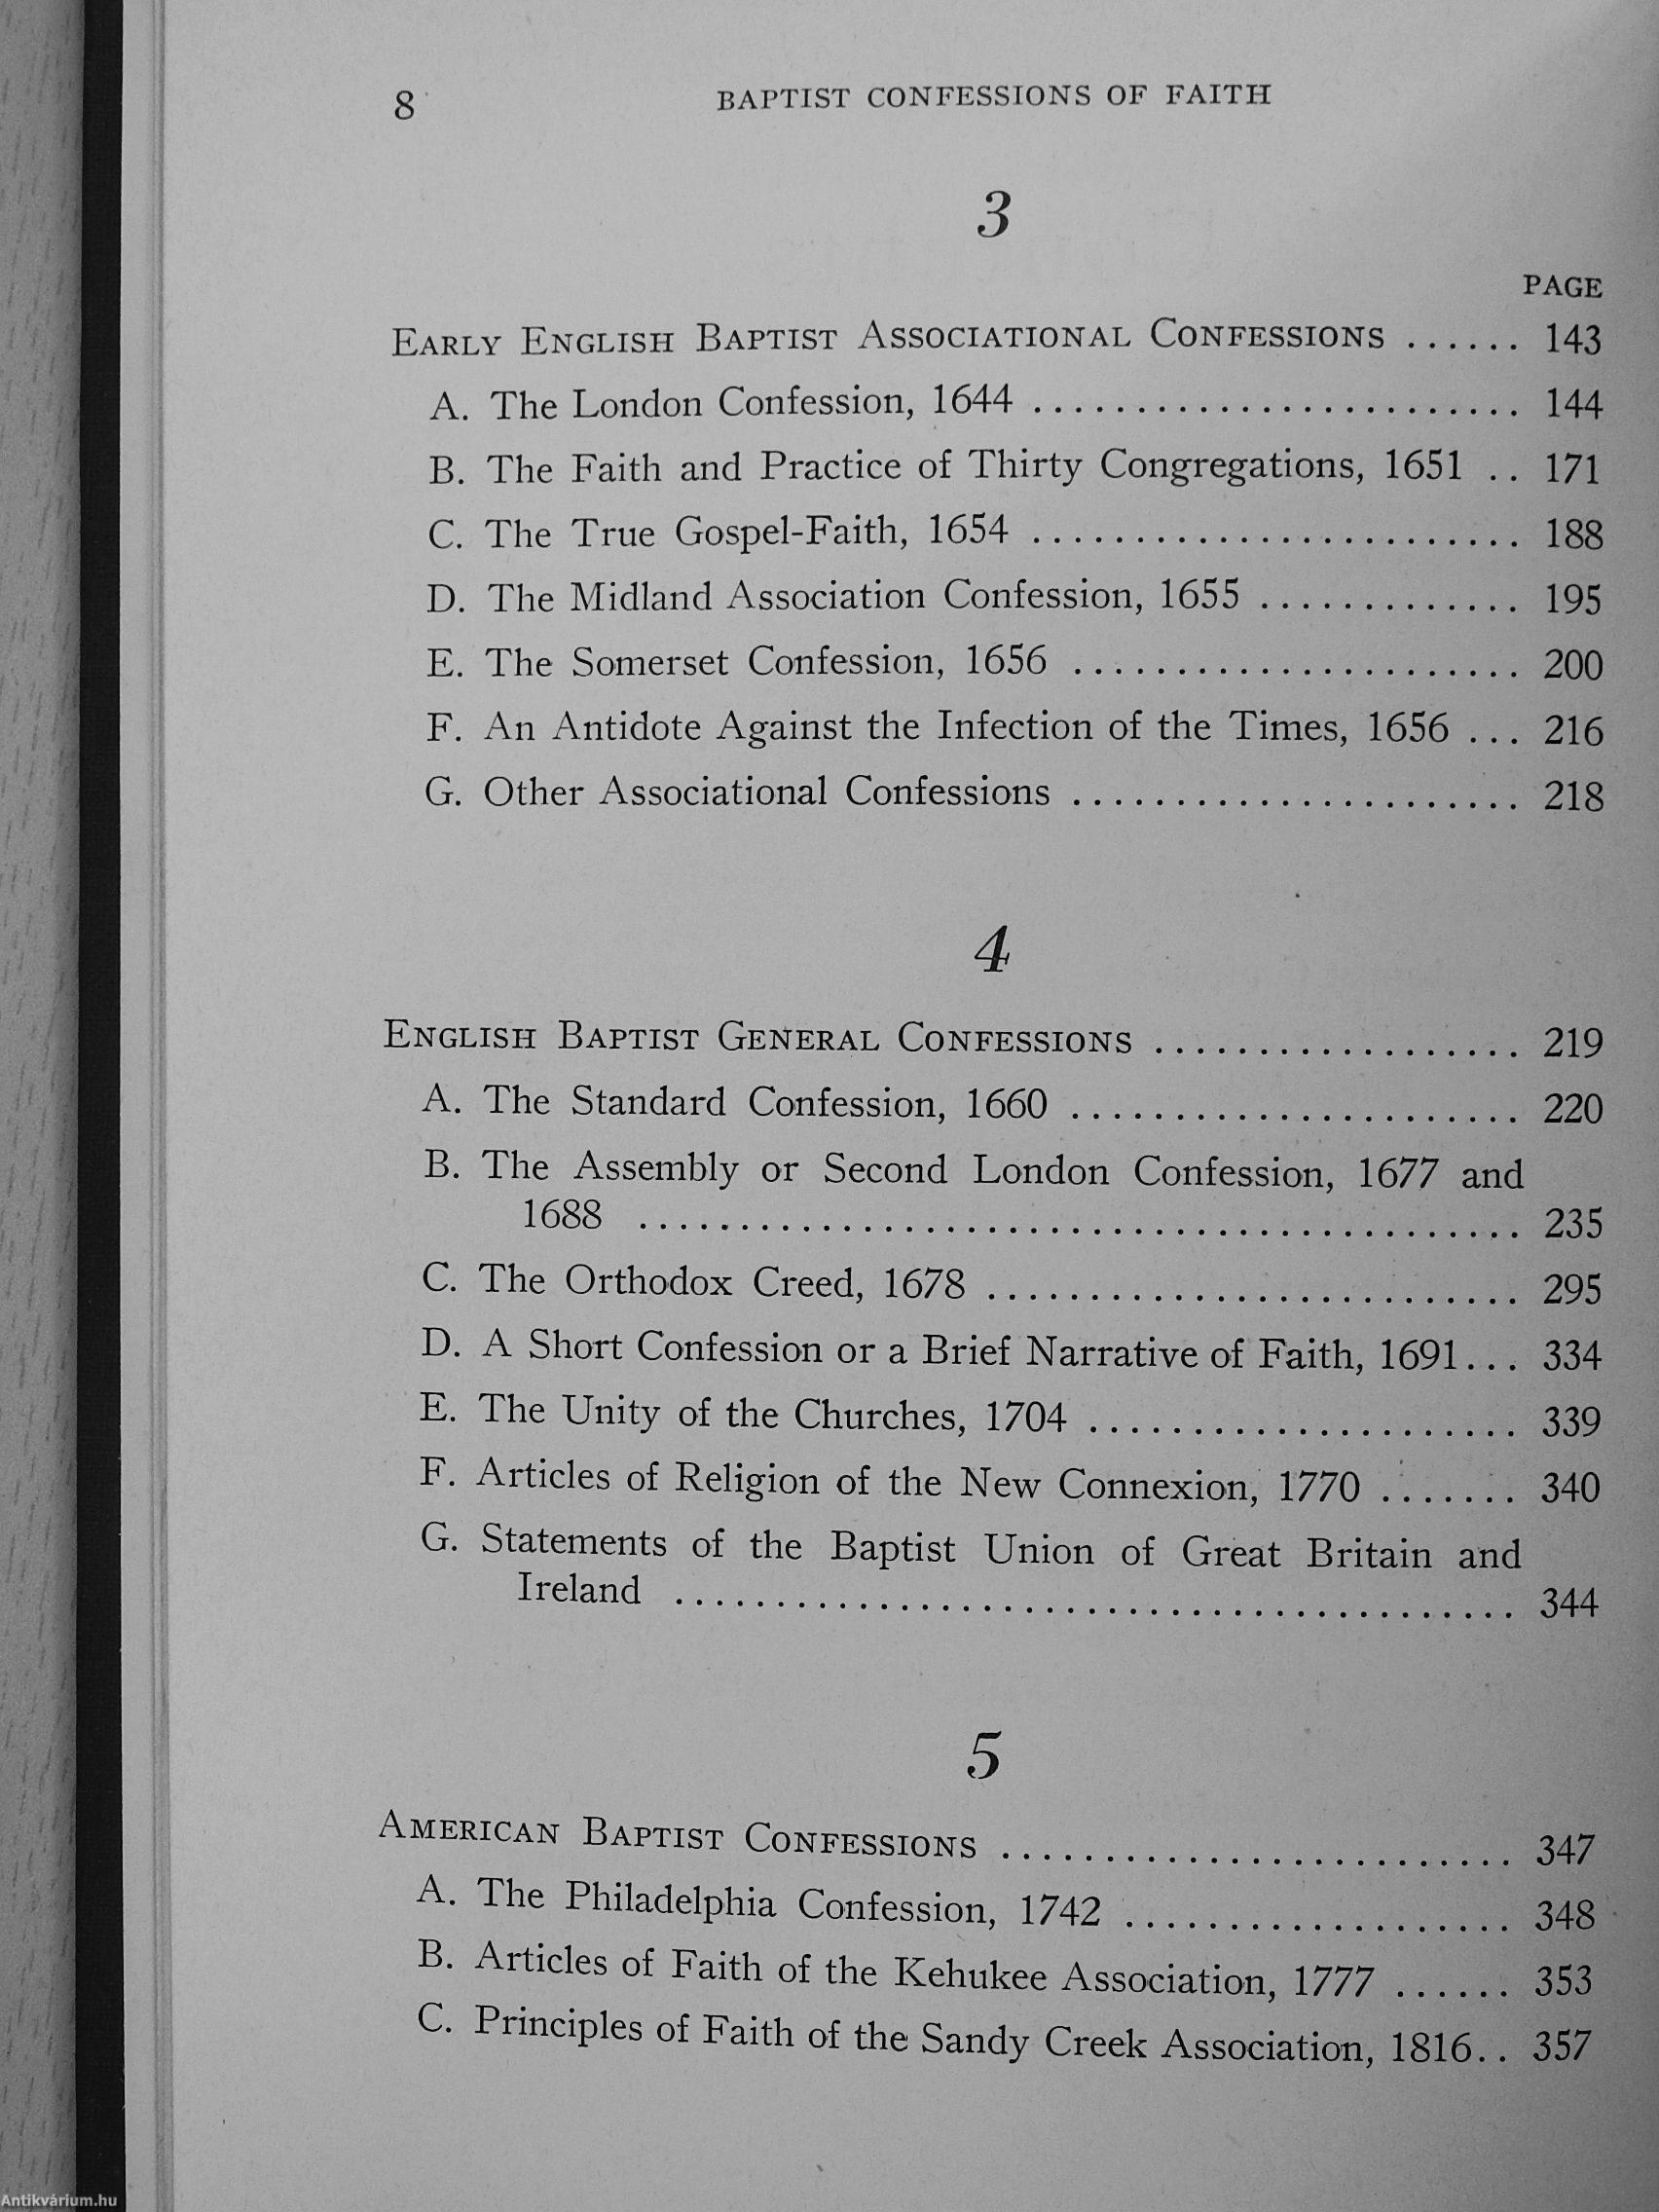 8 BAPTIST CONFESSIONS OF FAITH
3
PAGE
EARLY ENGLISH BAPTIST ASSOCIATIONAL CONFESSIONS ...... 143
A. The London Confession, 1644 ........................ 144
B. The Faith and Practice of Thirty Congregations, 1651 .. 171
C. The True Gospel-Faith, 1654 ........................ 188
D. The Midland Association Confession, 1655 ............. 195
E. The Somerset Confession, 1656 ...................... 200
F. An Antidote Against the Infection of the Times, 1656 ... 216
G. Other Associational Confessions ...................... 218
4
ENGLISH BAPTIST GENERAL CONFESSIONS .................. 219
A. The Standard Confession, 1660 ...................... 220
B. The Assembly or Second London Confession, 1677 and
1688 ........................................... 235
C. The Orthodox Creed, 1678 .......................... 295
D. A Short Confession or a Brief Narrative of Faith, 1691... 334
E. The Unity of the Churches, 1704 ..................... 339
F. Articles of Religion of the New Connexion, 1770 ....... 340
G. Statements of the Baptist Union of Great Britain and
Ireland ......................................... 344
5
AMERICAN BAPTIST CONFESSIONS ......................... 347
A. The Philadelphia Confession, 1742 ................... 348
B. Articles of Faith of the Kehukee Association, 1777 ...... 353
C. Principles of Faith of the Sandy Creek Association, 1816.. 357
Antikvárium.hu